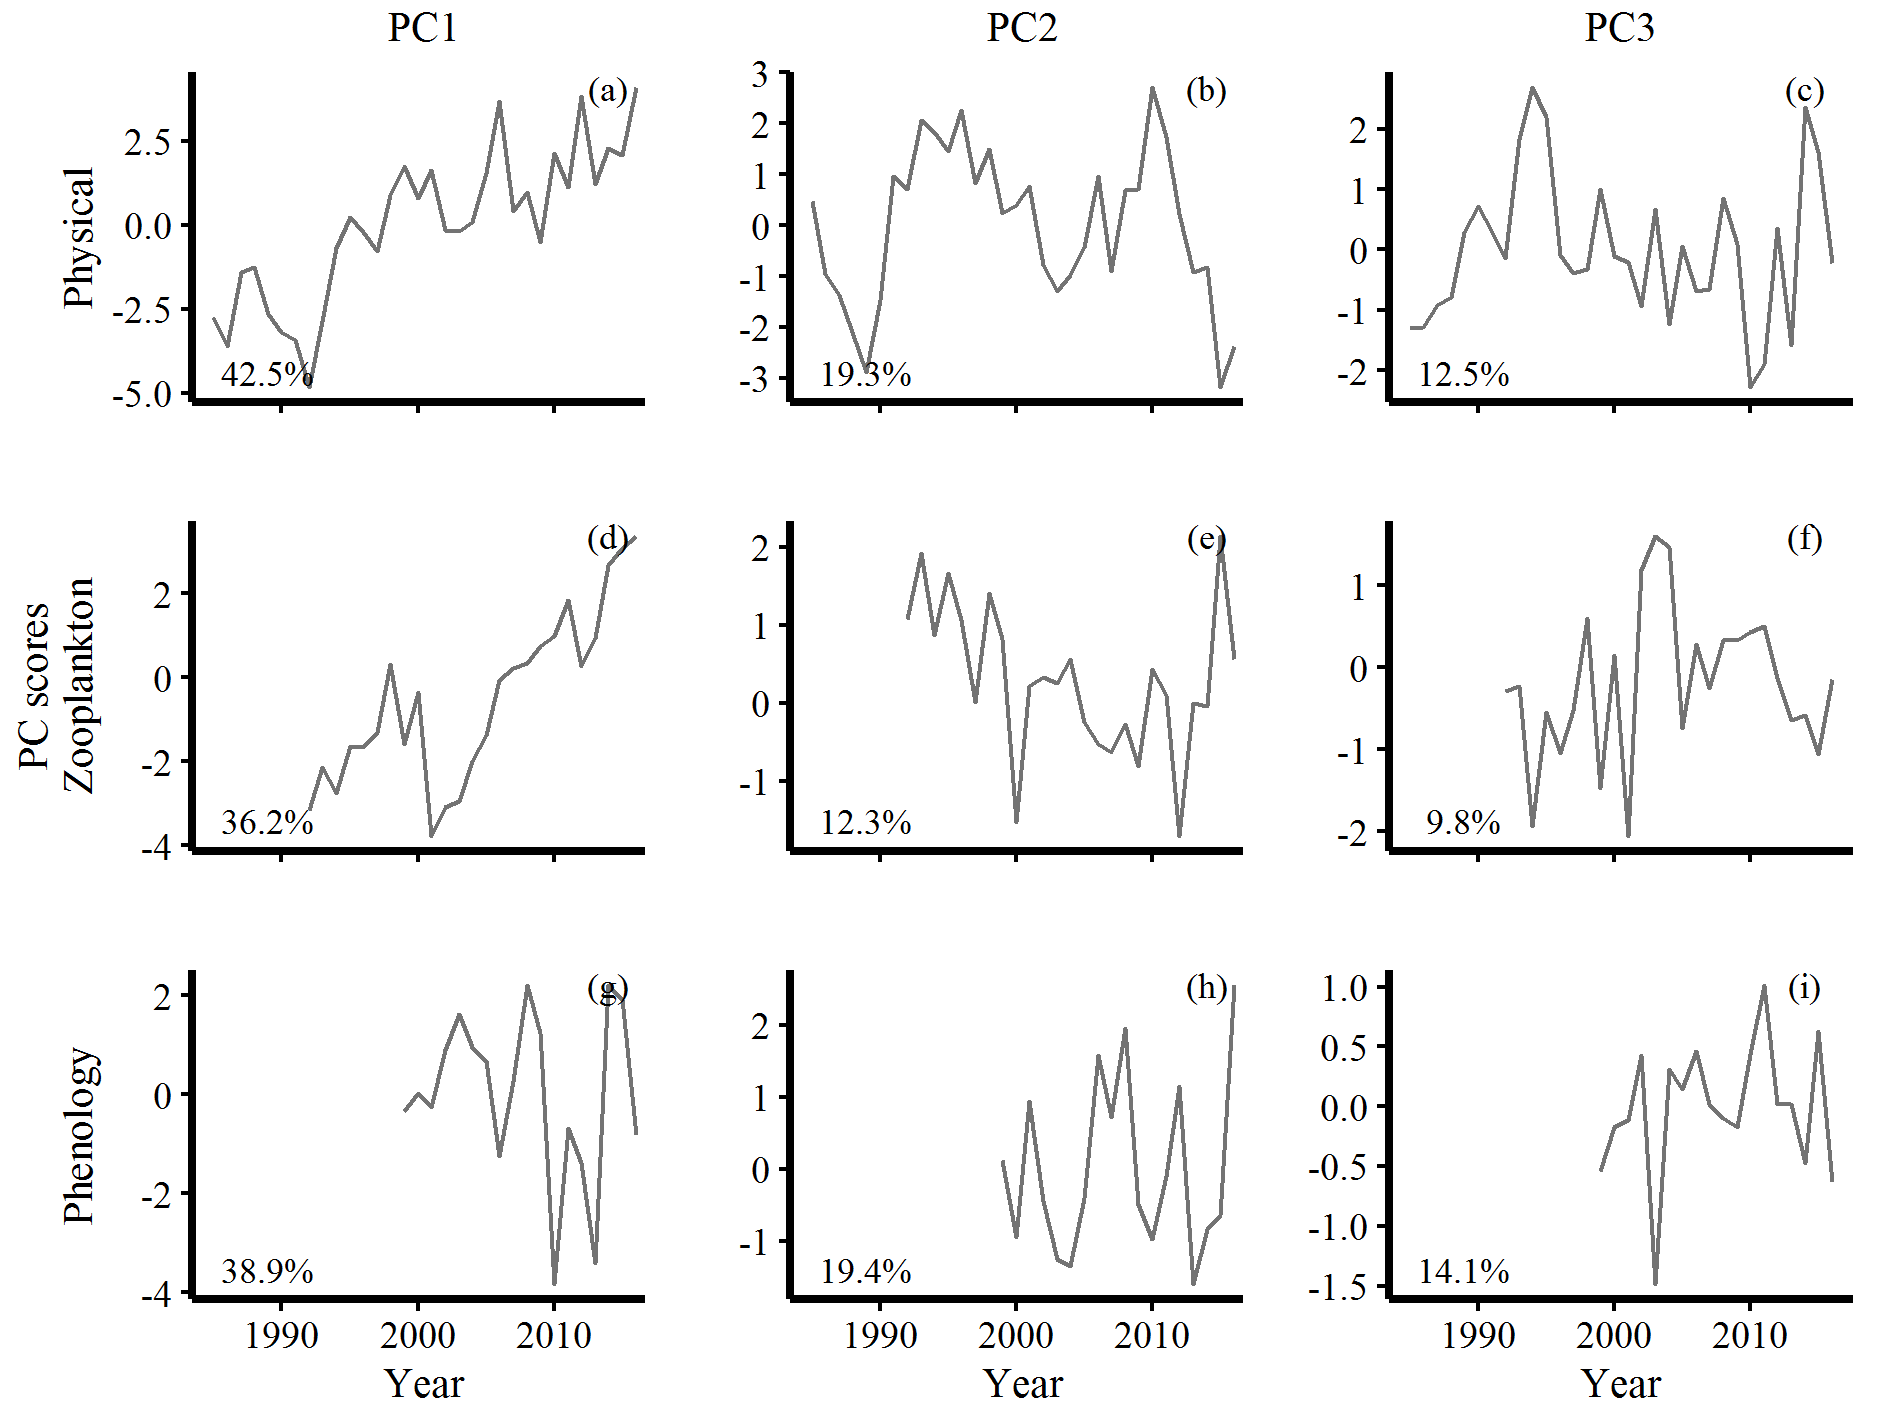 PC1
PC2
PC3
Physical
(a)
2.5
0.0
-2.5
-5.0
42.5%
(b)
3
2
1
0
-1
-2
-3
19.3%
(c)
2
1
0
-1
-2
12.5%
PC scores
Zooplankton
(d)
2
0
-2
-4
36.2%
(e)
2
1
0
-1
12.3%
(f)
1
0
-1
-2
9.8%
Phenology
(g)
2
0
-2
-4
38.9%
1990 2000 2010
Year
(h)
2
1
0
-1
19.4%
1990 2000 2010
Year
(i)
1.0
0.5
0.0
-0.5
-1.0
-1.5
14.1%
1990 2000 2010
Year